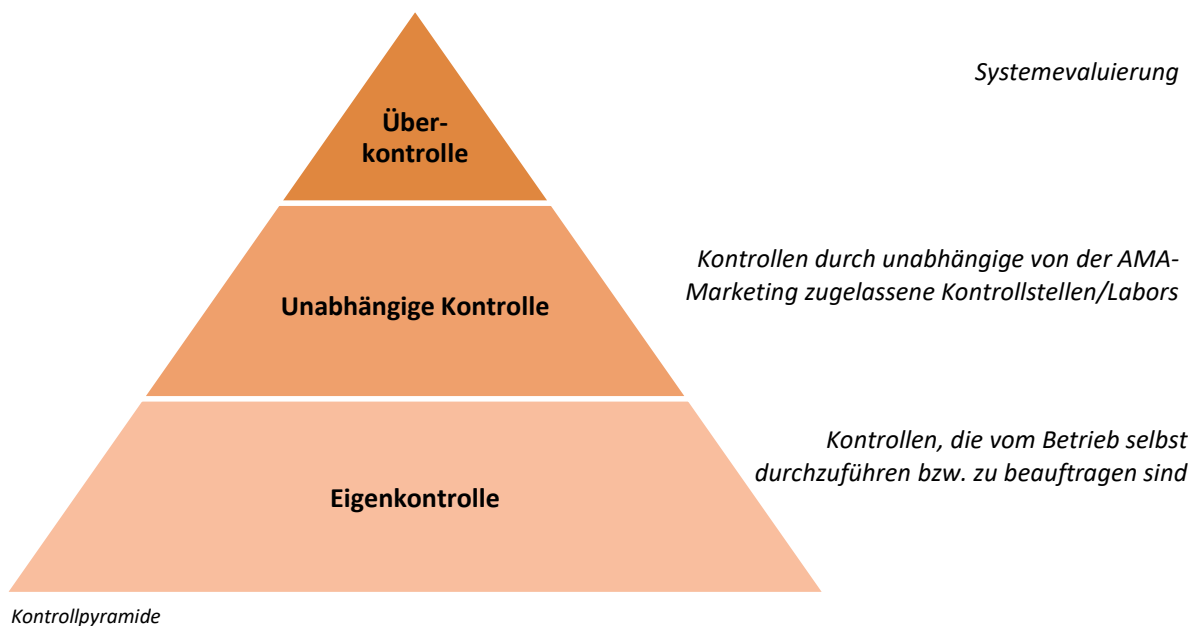 Systemevaluierung
Über-
kontrolle
Kontrollen durch unabhängige von der AMA-
Marketing zugelassene Kontrollstellen/Labors
Unabhängige Kontrolle
Kontrollen, die vom Betrieb selbst
durchzuführen bzw. zu beauftragen sind
Eigenkontrolle
Kontrollpyramide